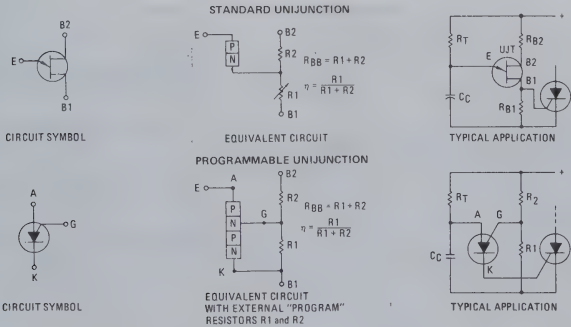 STANDARD UNIJUNCTION
B2
E
B1
CIRCUIT SYMBOL
E
P
N
B2
R2
R1
B1
RBB = R1 + R2
η = R1 / R1 + R2
EQUIVALENT CIRCUIT
+
RT
RB2
UJT
E
B2
B1
CC
RB1
TYPICAL APPLICATION
PROGRAMMABLE UNIJUNCTION
A
G
K
CIRCUIT SYMBOL
E
A
B2
P
N
P
N
G
R2
R1
K
B1
RBB = R1 + R2
η = R1 / R1 + R2
EQUIVALENT CIRCUIT
WITH EXTERNAL "PROGRAM"
RESISTORS R1 and R2
+
RT
R2
A
G
R1
CC
K
TYPICAL APPLICATION